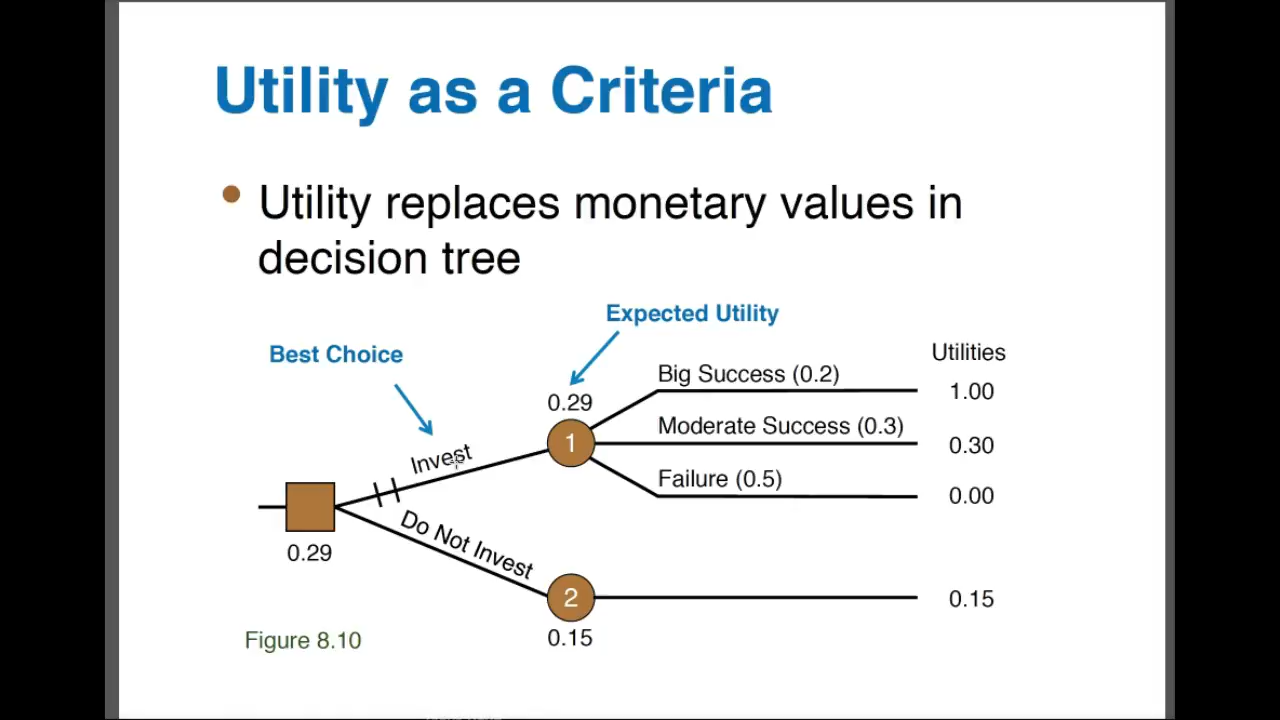 Utility as a Criteria
Utility replaces monetary values in
decision tree
Expected Utility
Best Choice
Utilities
Big Success (0.2)
1.00
0.29
Moderate Success (0.3)
0.30
1
Invest
Failure (0.5)
0.00
0.29
Do Not Invest
2
0.15
0.15
Figure 8.10